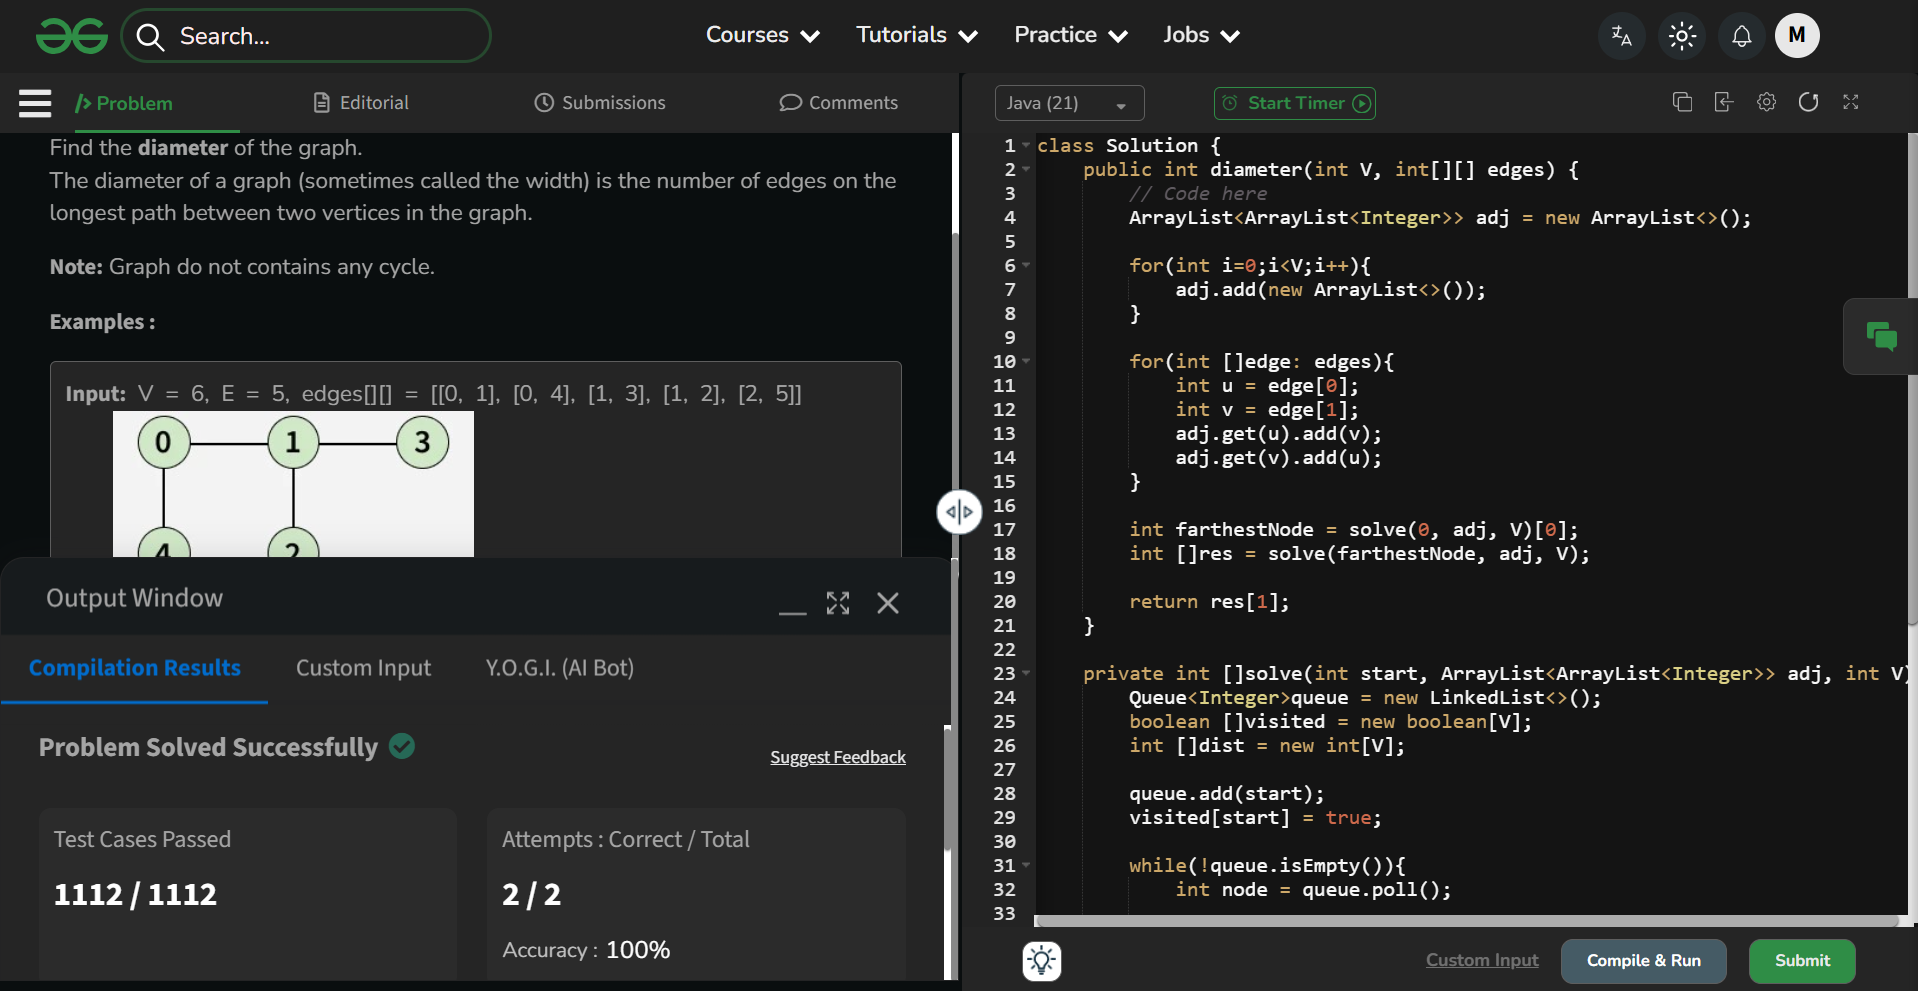 Search...
Courses
Tutorials
Practice
Jobs
M
Problem
Editorial
Submissions
Comments
Find the diameter of the graph.
The diameter of a graph (sometimes called the width) is the number of edges on the
longest path between two vertices in the graph.
Note: Graph do not contains any cycle.
Examples :
Input: V = 6, E = 5, edges[][] = [[0, 1], [0, 4], [1, 3], [1, 2], [2, 5]]
0 1 3
4 2
Output Window
Compilation Results
Custom Input
Y.O.G.I. (AI Bot)
Problem Solved Successfully
Suggest Feedback
Test Cases Passed
1112 / 1112
Attempts : Correct / Total
2 / 2
Accuracy : 100%
Java (21)
Start Timer
1 class Solution {
2 public int diameter(int V, int[][] edges) {
3 // Code here
4 ArrayList<ArrayList<Integer>> adj = new ArrayList<>();
5
6 for(int i=0;i<V;i++){
7 adj.add(new ArrayList<>());
8 }
9
10 for(int []edge: edges){
11 int u = edge[0];
12 int v = edge[1];
13 adj.get(u).add(v);
14 adj.get(v).add(u);
15 }
16
17 int farthestNode = solve(0, adj, V)[0];
18 int []res = solve(farthestNode, adj, V);
19
20 return res[1];
21 }
22
23 private int []solve(int start, ArrayList<ArrayList<Integer>> adj, int V)
24 Queue<Integer>queue = new LinkedList<>();
25 boolean []visited = new boolean[V];
26 int []dist = new int[V];
27
28 queue.add(start);
29 visited[start] = true;
30
31 while(!queue.isEmpty()){
32 int node = queue.poll();
33
Custom Input
Compile & Run
Submit